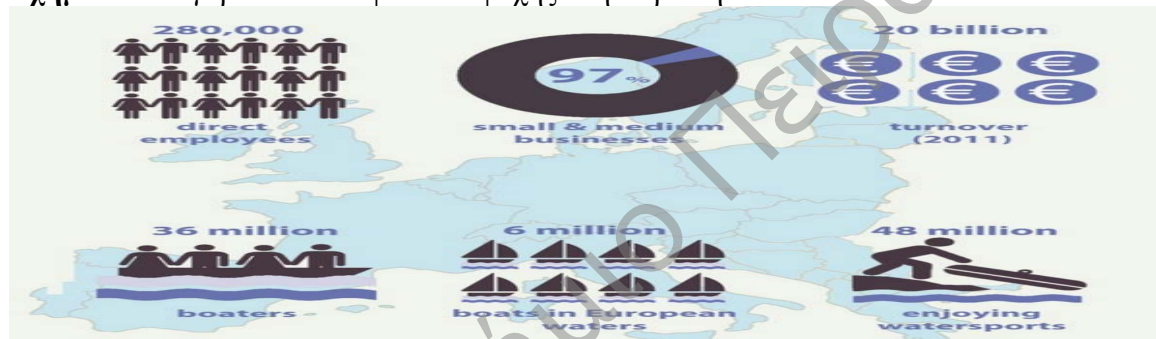 280,000
direct
employees
97%
small & medium
businesses
20 billion
€ € €
€ € €
turnover
(2011)
36 million
boaters
6 million
boats in European
waters
48 million
enjoying
watersports